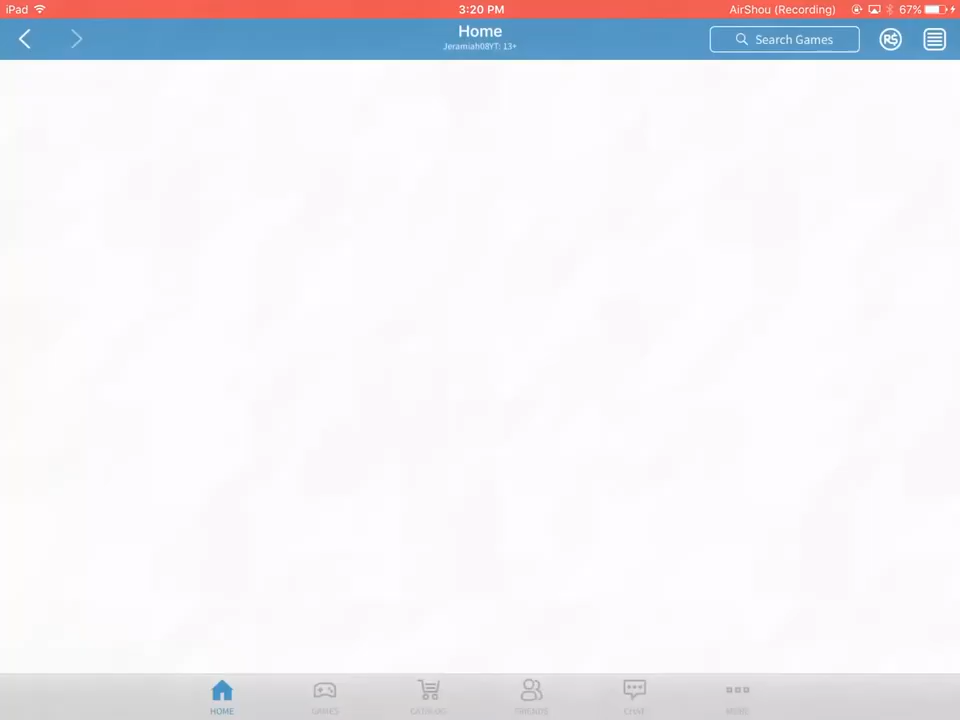 iPad 3:20 PM AirShou (Recording) 67%
Home
Jeramiah08YT: 13+
Search Games
R$
HOME GAMES CATALOG FRIENDS CHAT MORE